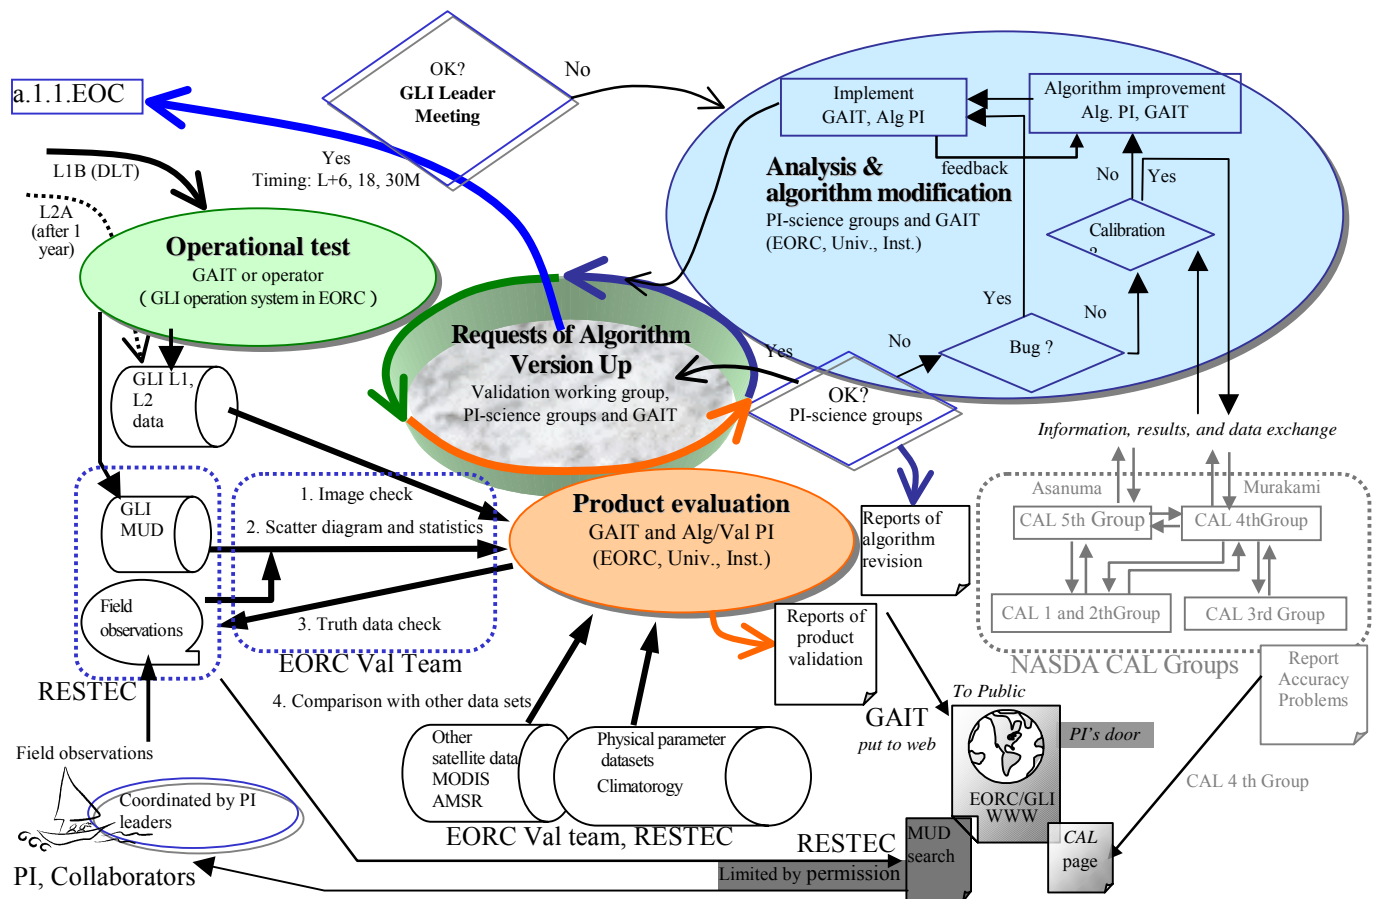 a.1.1.EOC
OK?
GLI Leader
Meeting
No
Yes
Timing: L+6, 18, 30M
L1B (DLT)
L2A
(after 1
year)
Operational test
GAIT or operator
( GLI operation system in EORC )
Implement
GAIT, Alg PI
Algorithm improvement
Alg. PI, GAIT
feedback
Analysis &
algorithm modification
PI-science groups and GAIT
(EORC, Univ., Inst.)
No
Yes
Calibration
?
Yes
No
Bug ?
No
Yes
OK?
PI-science groups
Requests of Algorithm
Version Up
Validation working group,
PI-science groups and GAIT
GLI L1,
L2
data
GLI
MUD
Field
observations
RESTEC
1. Image check
2. Scatter diagram and statistics
3. Truth data check
EORC Val Team
4. Comparison with other data sets
Product evaluation
GAIT and Alg/Val PI
(EORC, Univ., Inst.)
Reports of
algorithm
revision
Reports of
product
validation
Information, results, and data exchange
Asanuma
Murakami
CAL 5th Group
CAL 4thGroup
CAL 1 and 2thGroup
CAL 3rd Group
NASDA CAL Groups
Report
Accuracy
Problems
CAL 4 th Group
To Public
GAIT
put to web
PI's door
EORC/GLI
WWW
CAL
page
MUD
search
RESTEC
Limited by permission
Other
satellite data
MODIS
AMSR
Physical parameter
datasets
Climatorogy
EORC Val team, RESTEC
Field observations
Coordinated by PI
leaders
PI, Collaborators